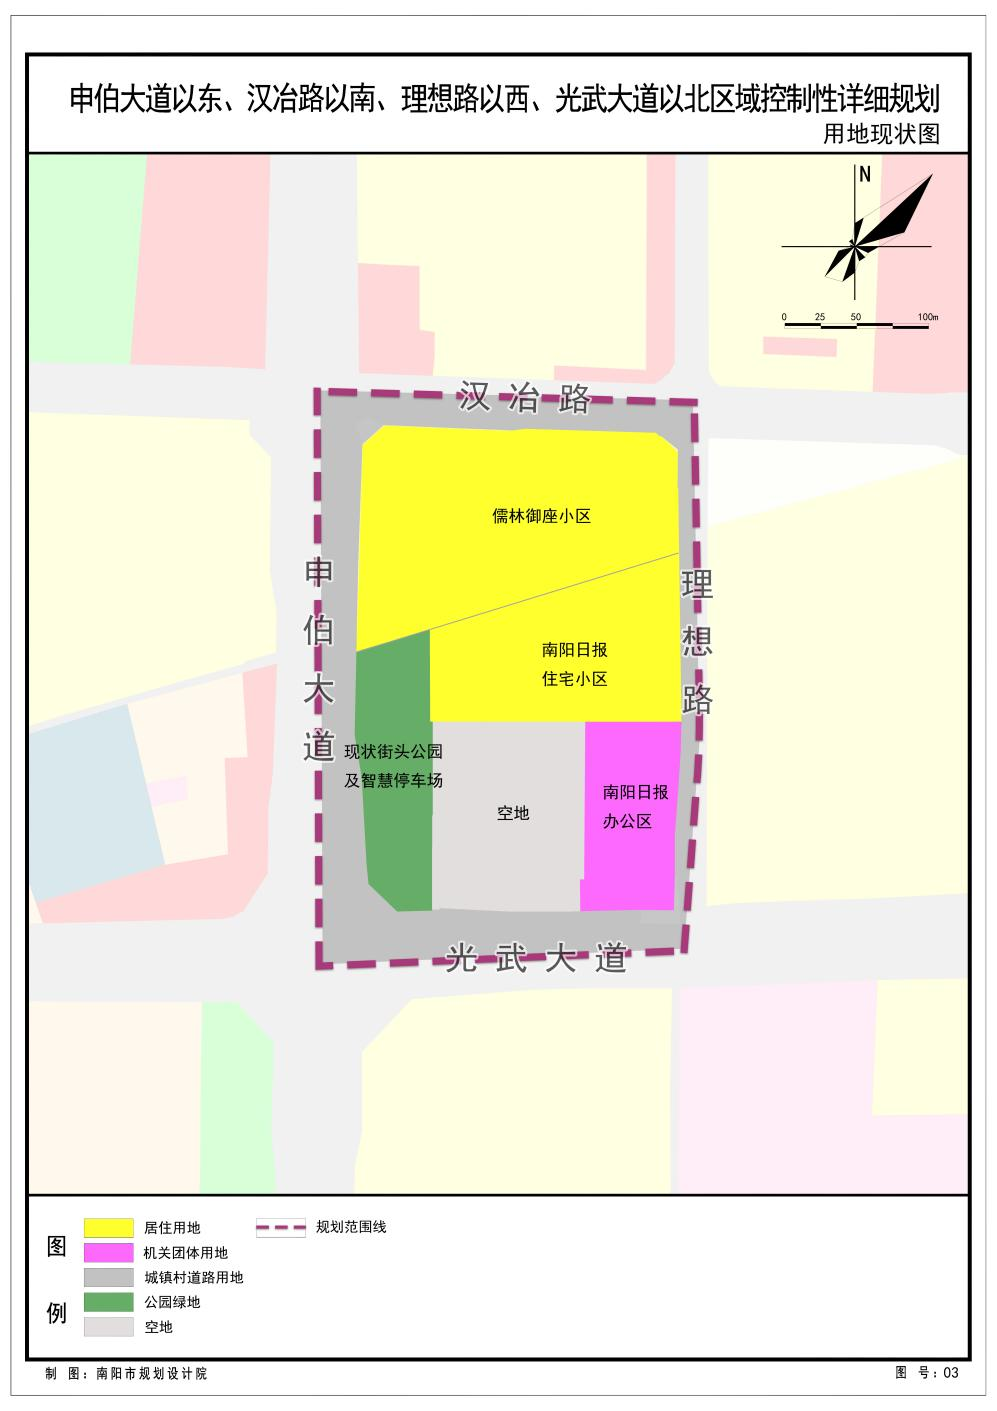 申伯大道以东、汉冶路以南、理想路以西、光武大道以北区域控制性详细规划
用地现状图
N
0 25 50 100m
汉冶路
儒林御座小区
申伯大道
理想路
南阳日报
住宅小区
现状街头公园
及智慧停车场
空地
南阳日报
办公区
光武大道
图例
居住用地
机关团体用地
城镇村道路用地
公园绿地
空地
规划范围线
制 图：南阳市规划设计院
图 号：03